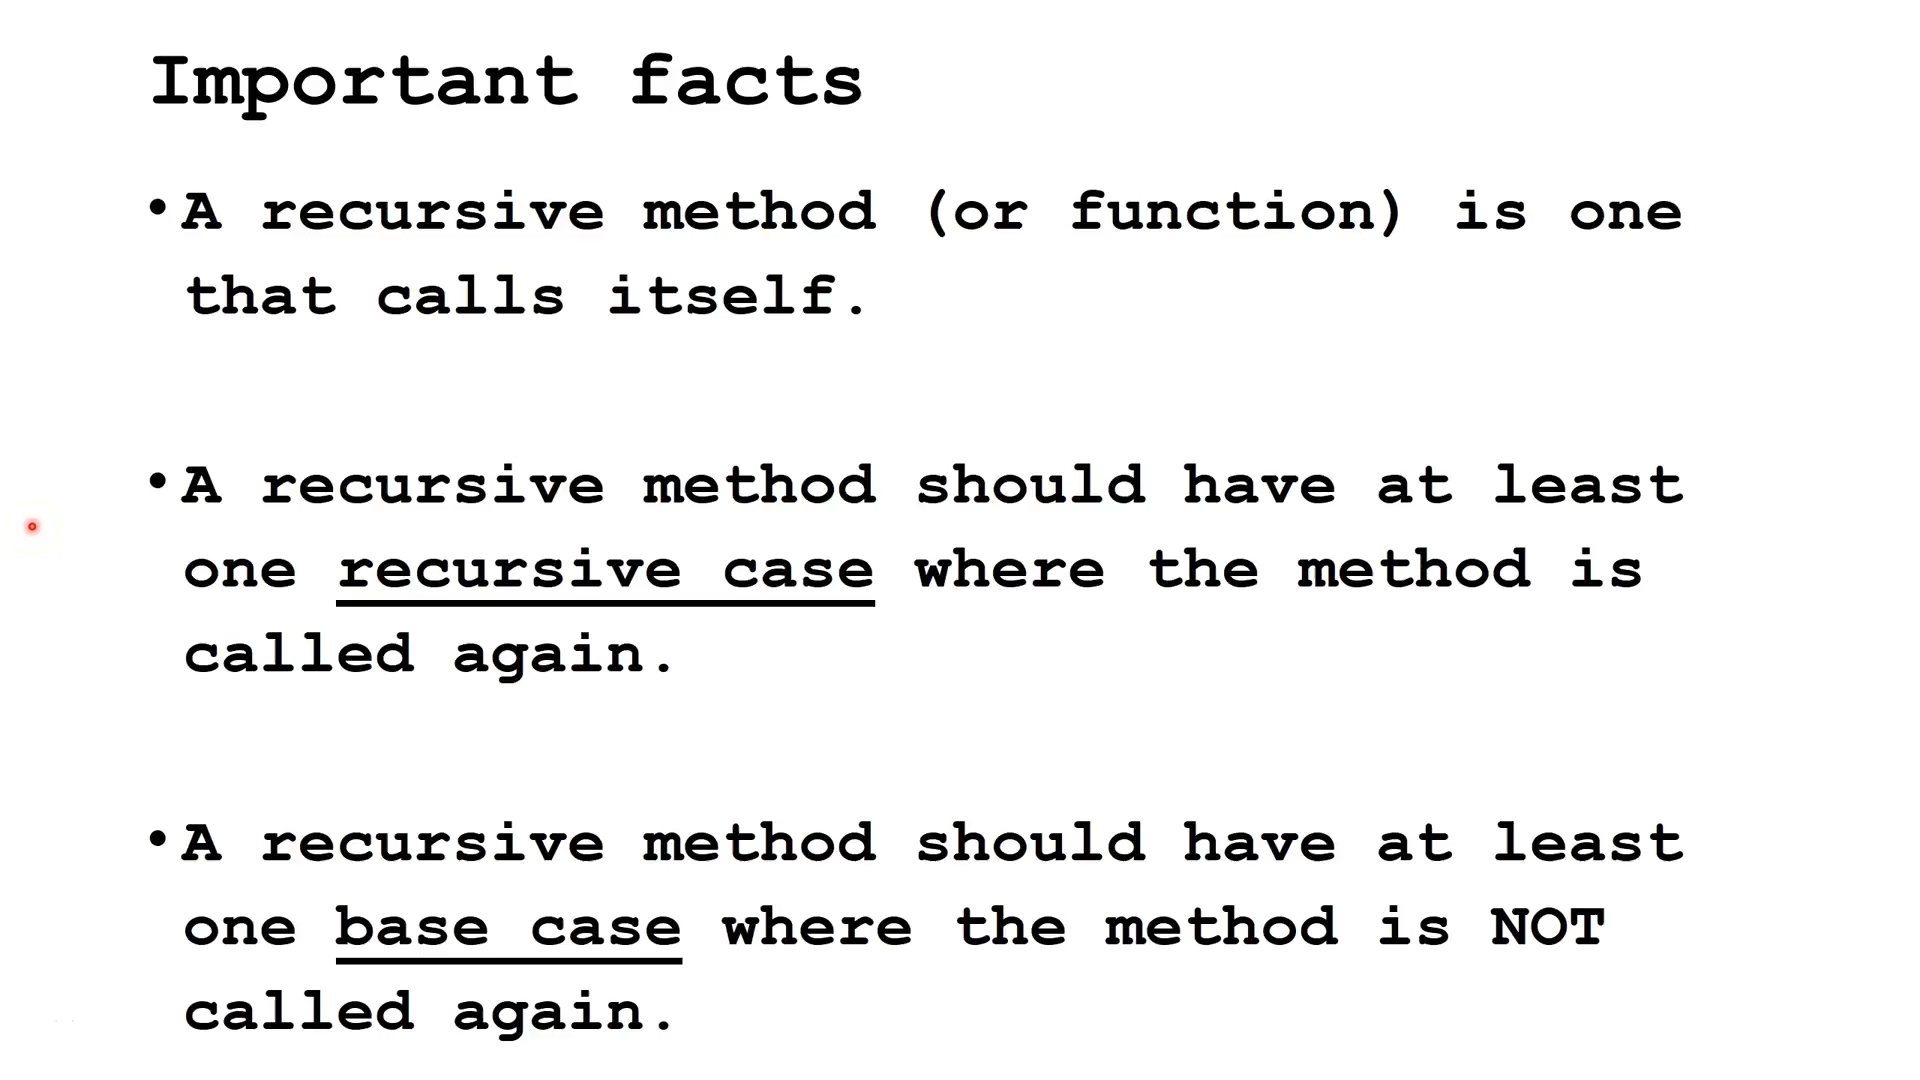 Important facts
•A recursive method (or function) is one
that calls itself.
•A recursive method should have at least
one recursive case where the method is
called again.
•A recursive method should have at least
one base case where the method is NOT
called again.